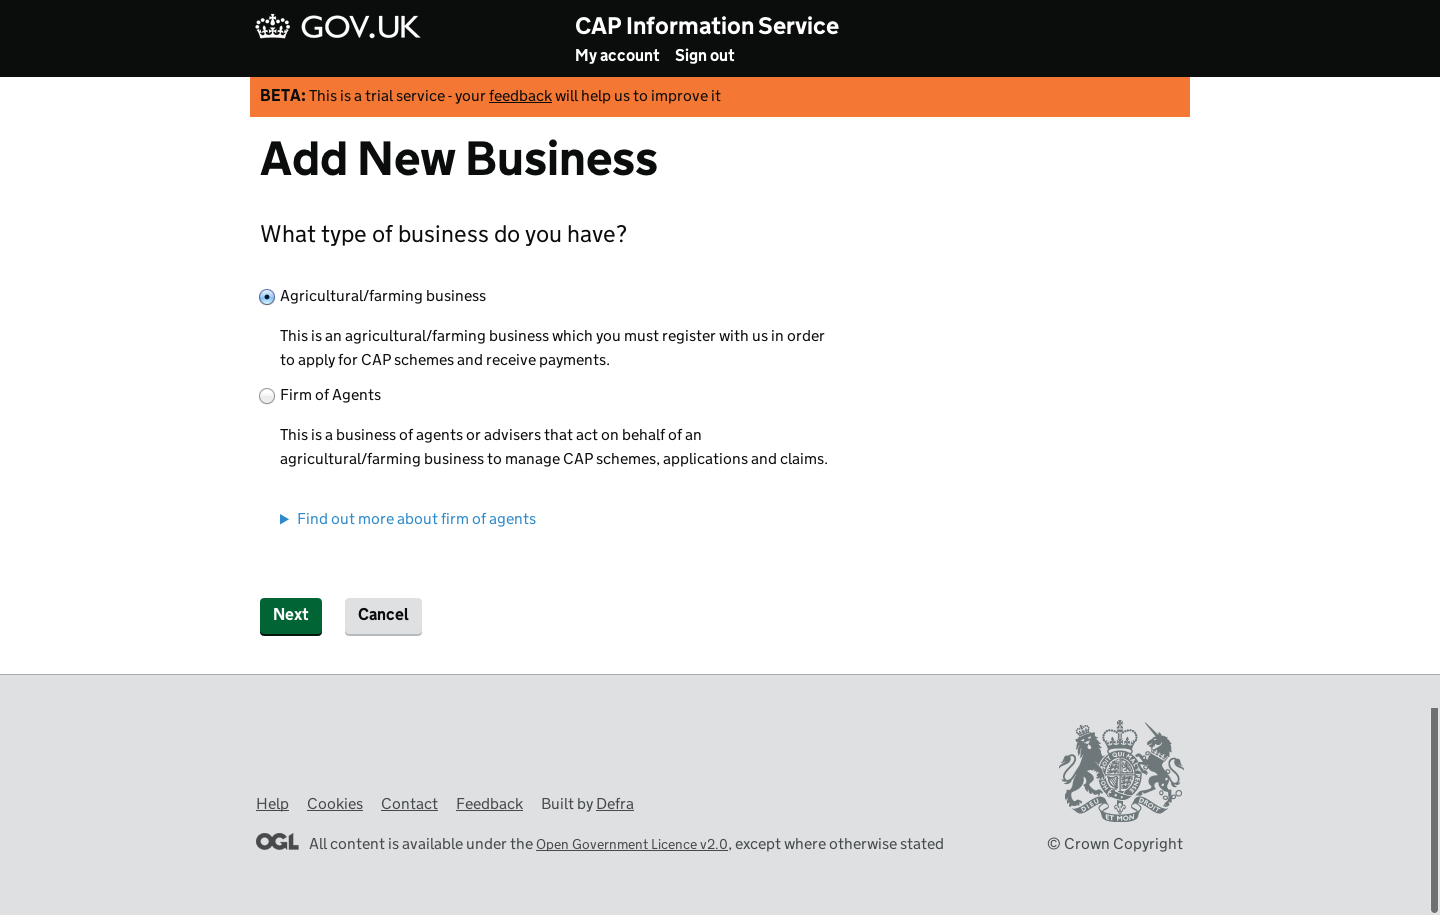 GOV.UK
CAP Information Service
My account Sign out
BETA: This is a trial service - your feedback will help us to improve it
Add New Business
What type of business do you have?
Agricultural/farming business
This is an agricultural/farming business which you must register with us in order
to apply for CAP schemes and receive payments.
Firm of Agents
This is a business of agents or advisers that act on behalf of an
agricultural/farming business to manage CAP schemes, applications and claims.
Find out more about firm of agents
Next Cancel
DIEU ET MON DROIT
Help Cookies Contact Feedback Built by Defra
OGL All content is available under the Open Government Licence v2.0, except where otherwise stated
© Crown Copyright